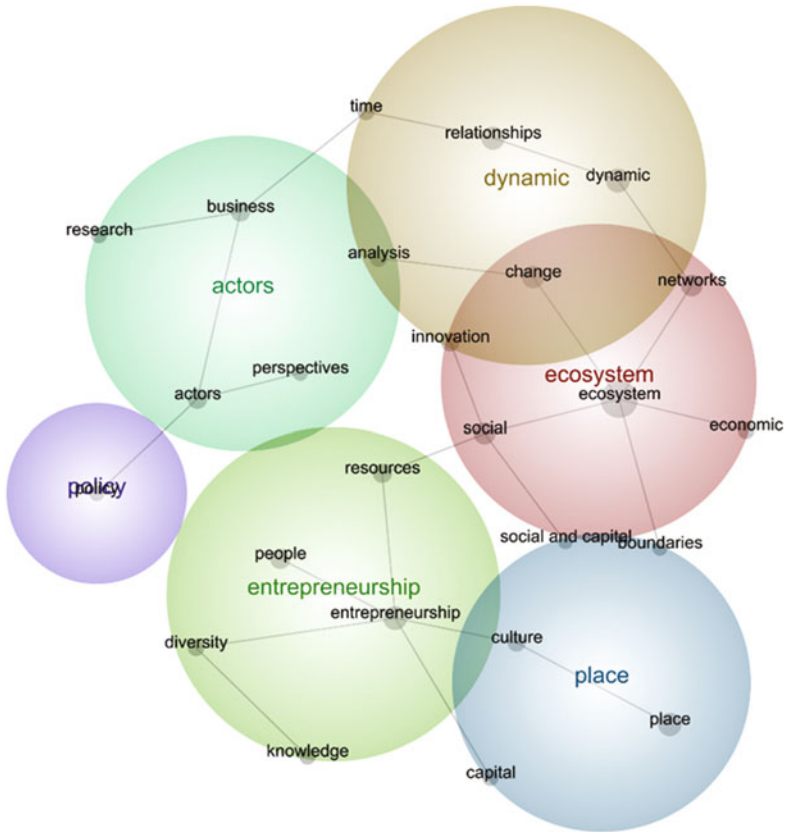 time
relationships
dynamic
dynamic
business
research
analysis
change
networks
actors
innovation
perspectives
ecosystem
ecosystem
actors
social
economic
resources
policy
policy
social and capital
boundaries
people
entrepreneurship
entrepreneurship
diversity
culture
place
place
knowledge
capital